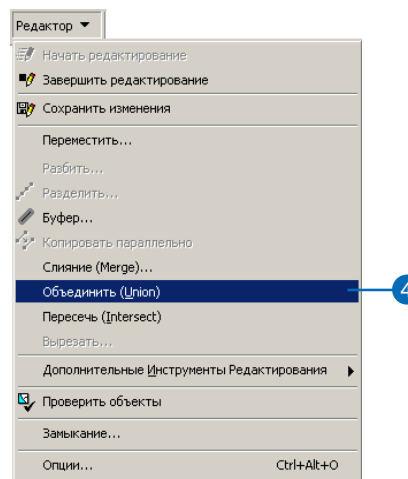 Редактор
Начать редактирование
Завершить редактирование
Сохранить изменения
Переместить...
Разбить...
Разделить...
Буфер...
Копировать параллельно
Слияние (Merge)...
Объединить (Union)
4
Пересечь (Intersect)
Вырезать...
Дополнительные Инструменты Редактирования
Проверить объекты
Замыкание...
Опции... Ctrl+Alt+O